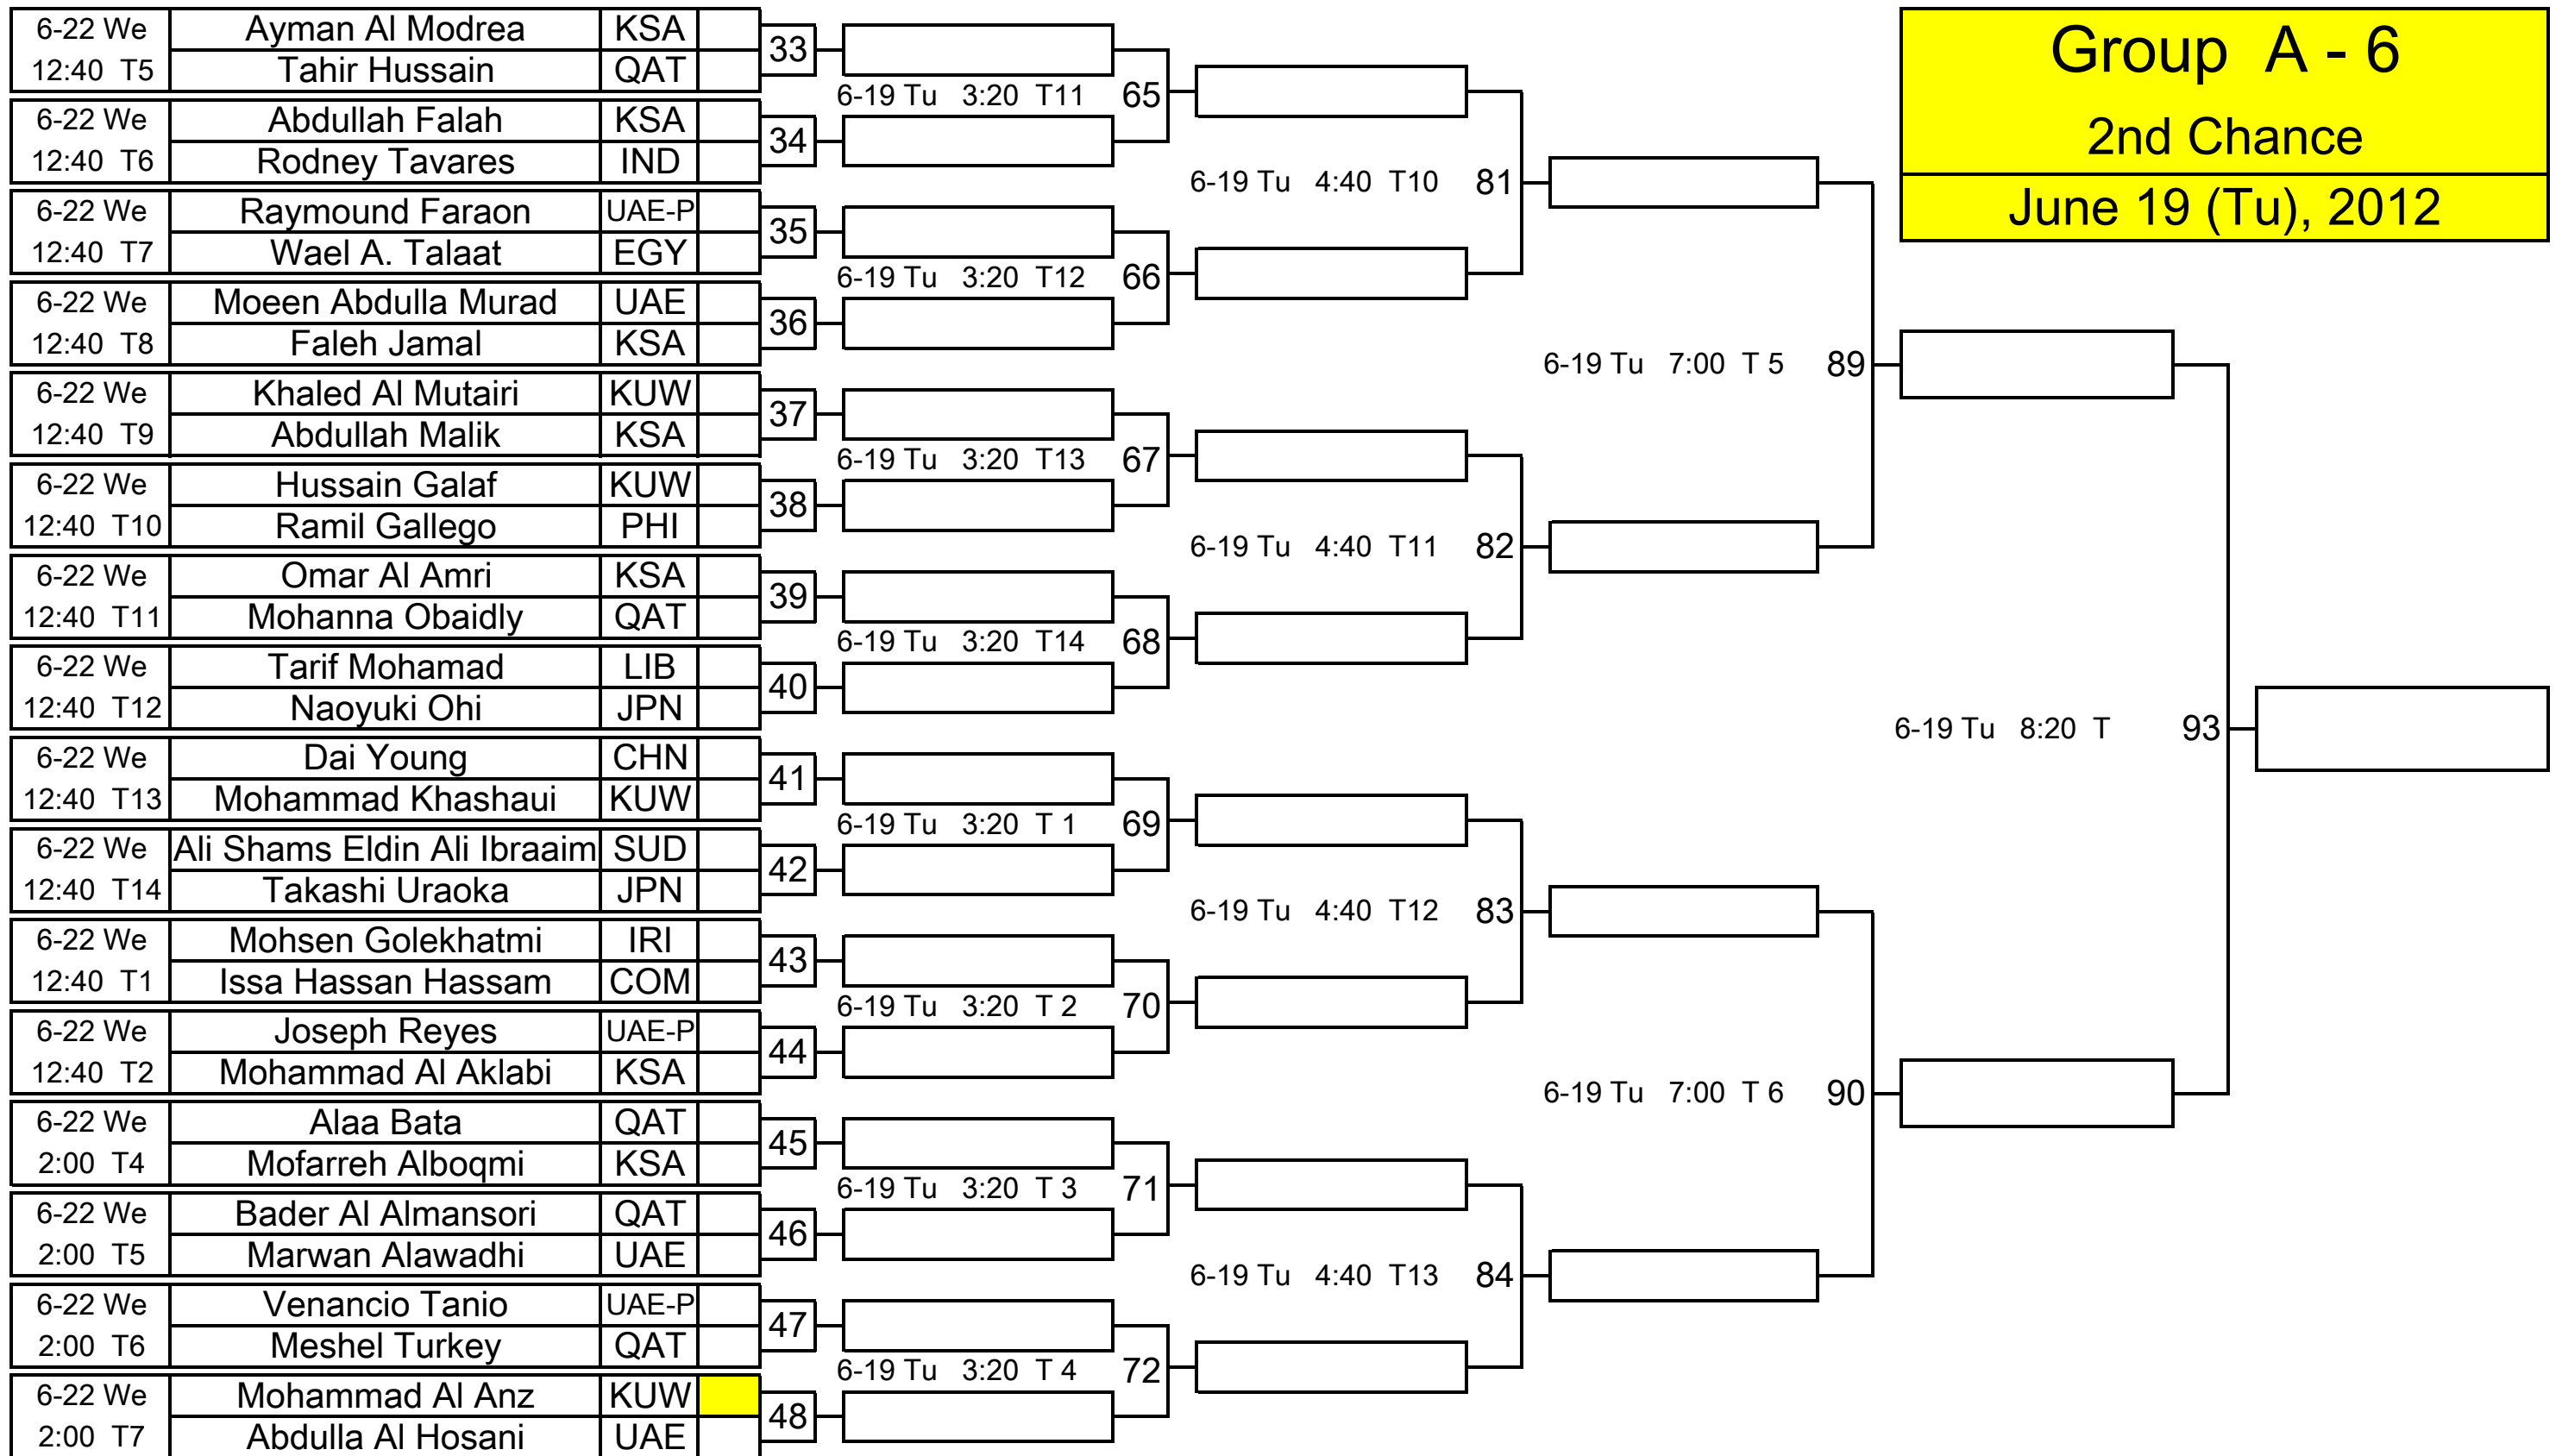 Group A - 6
2nd Chance
June 19 (Tu), 2012
6-22 We Ayman Al Modrea KSA
12:40 T5 Tahir Hussain QAT
33
6-19 Tu 3:20 T11 65
6-22 We Abdullah Falah KSA
12:40 T6 Rodney Tavares IND
34
6-19 Tu 4:40 T10 81
6-22 We Raymound Faraon UAE-P
12:40 T7 Wael A. Talaat EGY
35
6-19 Tu 3:20 T12 66
6-22 We Moeen Abdulla Murad UAE
12:40 T8 Faleh Jamal KSA
36
6-19 Tu 7:00 T 5 89
6-22 We Khaled Al Mutairi KUW
12:40 T9 Abdullah Malik KSA
37
6-19 Tu 3:20 T13 67
6-22 We Hussain Galaf KUW
12:40 T10 Ramil Gallego PHI
38
6-19 Tu 4:40 T11 82
6-22 We Omar Al Amri KSA
12:40 T11 Mohanna Obaidly QAT
39
6-19 Tu 3:20 T14 68
6-22 We Tarif Mohamad LIB
12:40 T12 Naoyuki Ohi JPN
40
6-19 Tu 8:20 T 93
6-22 We Dai Young CHN
12:40 T13 Mohammad Khashaui KUW
41
6-19 Tu 3:20 T 1 69
6-22 We Ali Shams Eldin Ali Ibraaim SUD
12:40 T14 Takashi Uraoka JPN
42
6-19 Tu 4:40 T12 83
6-22 We Mohsen Golekhatmi IRI
12:40 T1 Issa Hassan Hassam COM
43
6-19 Tu 3:20 T 2 70
6-22 We Joseph Reyes UAE-P
12:40 T2 Mohammad Al Aklabi KSA
44
6-19 Tu 7:00 T 6 90
6-22 We Alaa Bata QAT
2:00 T4 Mofarreh Alboqmi KSA
45
6-19 Tu 3:20 T 3 71
6-22 We Bader Al Almansori QAT
2:00 T5 Marwan Alawadhi UAE
46
6-19 Tu 4:40 T13 84
6-22 We Venancio Tanio UAE-P
2:00 T6 Meshel Turkey QAT
47
6-19 Tu 3:20 T 4 72
6-22 We Mohammad Al Anz KUW
2:00 T7 Abdulla Al Hosani UAE
48